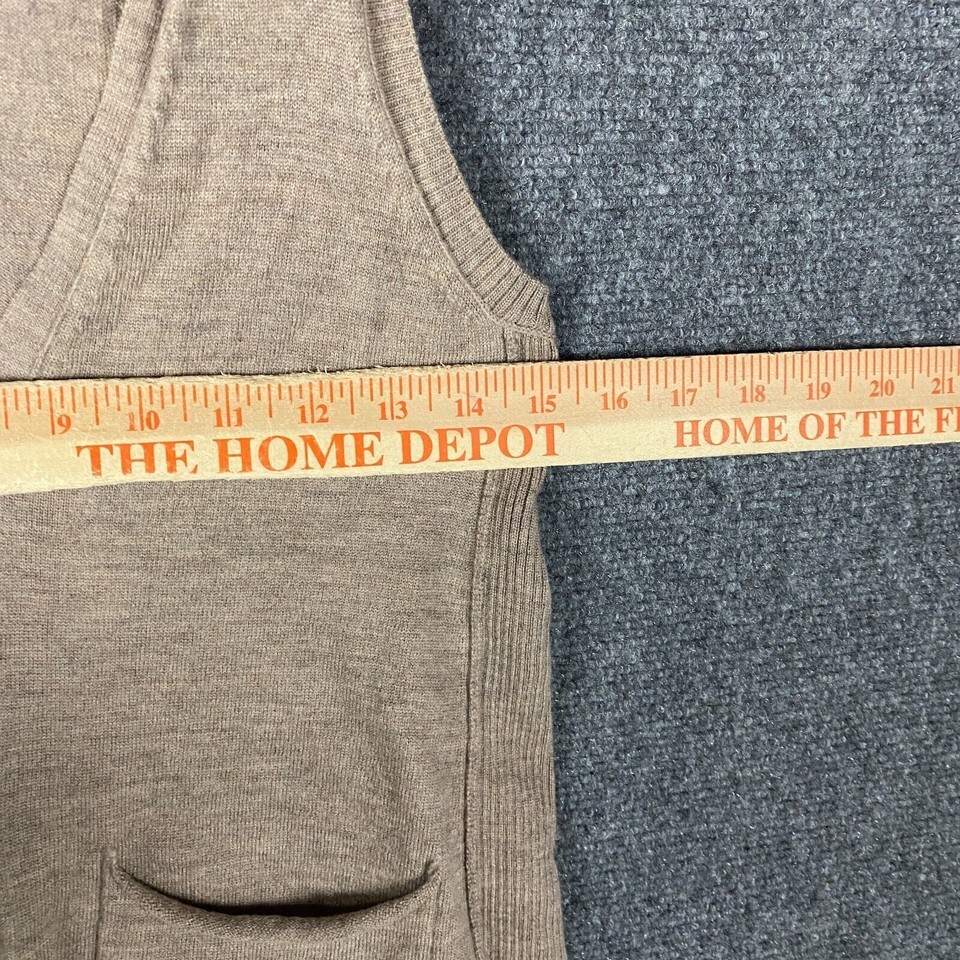 9 10 11 12 13 14 15 16 17 18 19 20 21
THE HOME DEPOT HOME OF THE